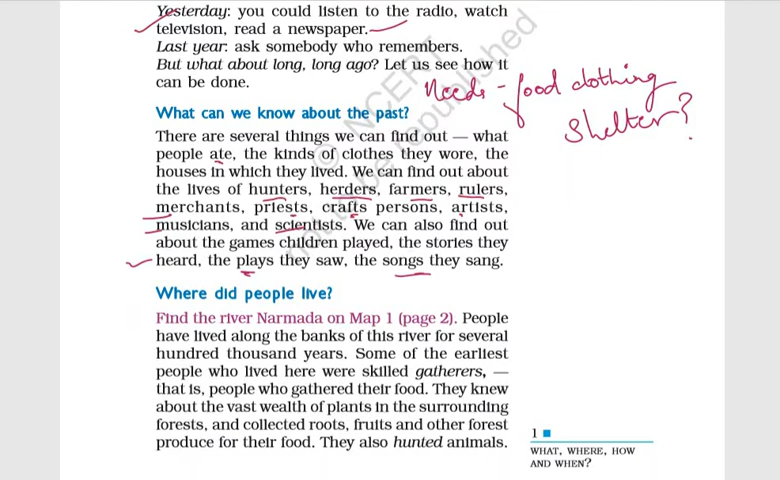 Yesterday: you could listen to the radio, watch
television, read a newspaper.
Last year: ask somebody who remembers.
But what about long, long ago? Let us see how it
can be done.
Needs - food clothing
shelter?
What can we know about the past?
There are several things we can find out — what
people ate, the kinds of clothes they wore, the
houses in which they lived. We can find out about
the lives of hunters, herders, farmers, rulers,
merchants, priests, crafts persons, artists,
musicians, and scientists. We can also find out
about the games children played, the stories they
heard, the plays they saw, the songs they sang.
Where did people live?
Find the river Narmada on Map 1 (page 2). People
have lived along the banks of this river for several
hundred thousand years. Some of the earliest
people who lived here were skilled gatherers, —
that is, people who gathered their food. They knew
about the vast wealth of plants in the surrounding
forests, and collected roots, fruits and other forest
produce for their food. They also hunted animals.
1
WHAT, WHERE, HOW
AND WHEN?
© NCERT
not to be republished